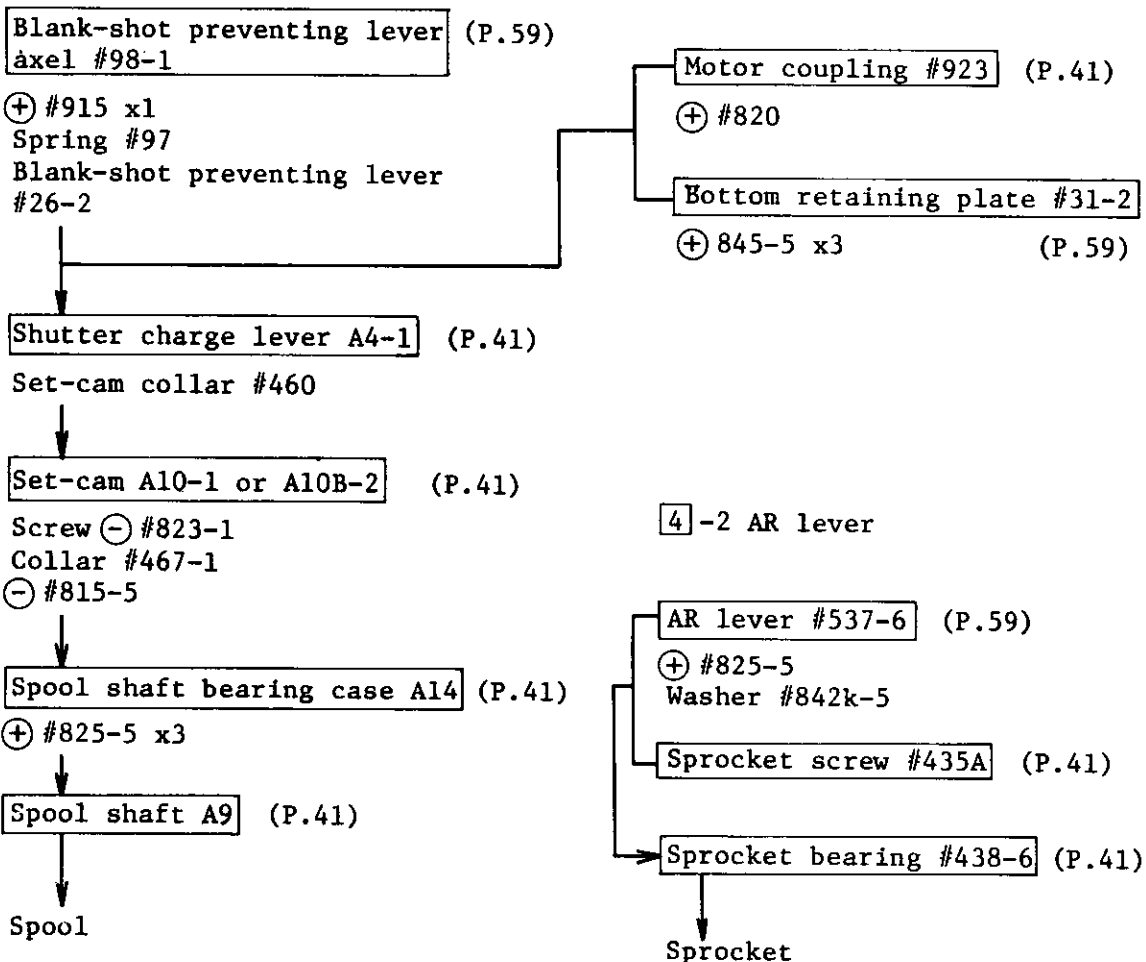 Blank-shot preventing lever (P.59)
axel #98-1
⊕ #915 x1
Spring #97
Blank-shot preventing lever
#26-2
Motor coupling #923 (P.41)
⊕ #820
Bottom retaining plate #31-2
⊕ 845-5 x3 (P.59)
Shutter charge lever A4-1 (P.41)
Set-cam collar #460
Set-cam A10-1 or A10B-2 (P.41)
Screw ⊖ #823-1
Collar #467-1
⊖ #815-5
Spool shaft bearing case A14 (P.41)
⊕ #825-5 x3
Spool shaft A9 (P.41)
Spool
4 -2 AR lever
AR lever #537-6 (P.59)
⊕ #825-5
Washer #842k-5
Sprocket screw #435A (P.41)
Sprocket bearing #438-6 (P.41)
Sprocket